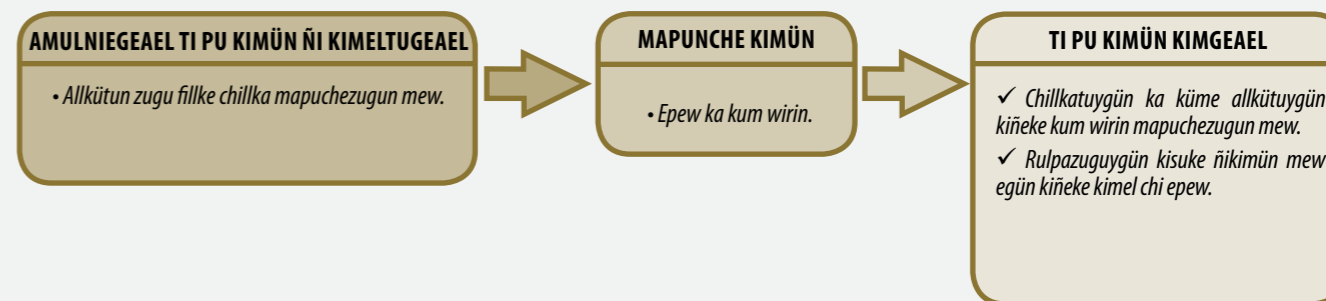 AMULNIEGEAEL TI PU KIMÜN ÑI KIMELTUGEAEL
• Allkütun zugu fillke chillka mapuchezugun mew.
MAPUNCHE KIMÜN
• Epew ka kum wirin.
TI PU KIMÜN KIMGEAEL
✓ Chillkatuygün ka küme allkütuygün
kiñeke kum wirin mapuchezugun mew.
✓ Rulpazuguygün kisuke ñikimün mew
egün kiñeke kimel chi epew.